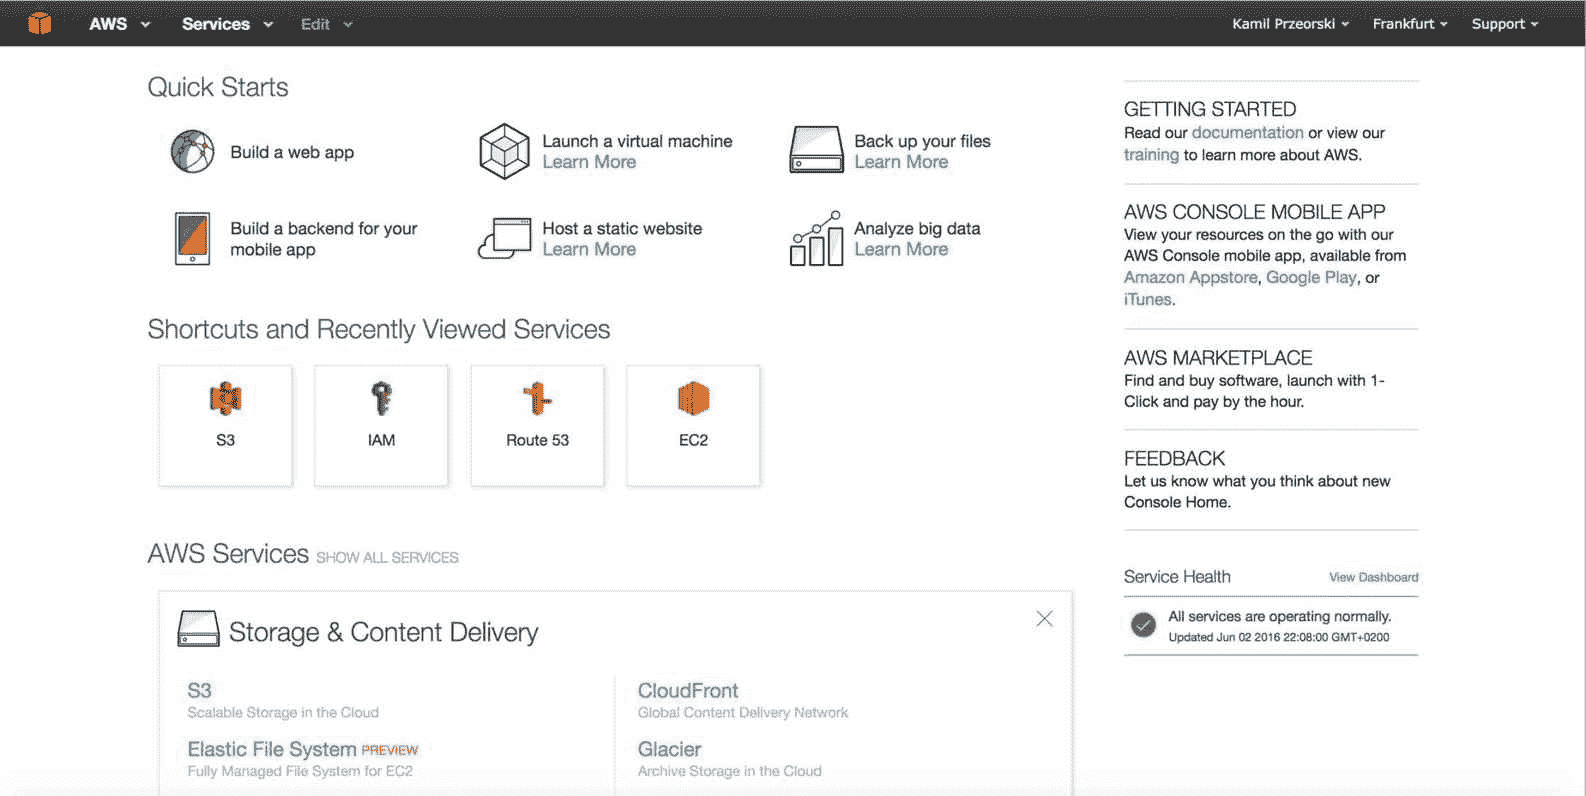 AWS Services Edit Kamil Przeorski Frankfurt Support
Quick Starts
Build a web app
Launch a virtual machine
Learn More
Back up your files
Learn More
Build a backend for your
mobile app
Host a static website
Learn More
Analyze big data
Learn More
Shortcuts and Recently Viewed Services
S3
IAM
Route 53
EC2
AWS Services SHOW ALL SERVICES
Storage & Content Delivery
S3
Scalable Storage in the Cloud
Elastic File System PREVIEW
Fully Managed File System for EC2
CloudFront
Global Content Delivery Network
Glacier
Archive Storage in the Cloud
GETTING STARTED
Read our documentation or view our
training to learn more about AWS.
AWS CONSOLE MOBILE APP
View your resources on the go with our
AWS Console mobile app, available from
Amazon Appstore, Google Play, or
iTunes.
AWS MARKETPLACE
Find and buy software, launch with 1-
Click and pay by the hour.
FEEDBACK
Let us know what you think about new
Console Home.
Service Health View Dashboard
All services are operating normally.
Updated Jun 02 2016 22:08:00 GMT+0200